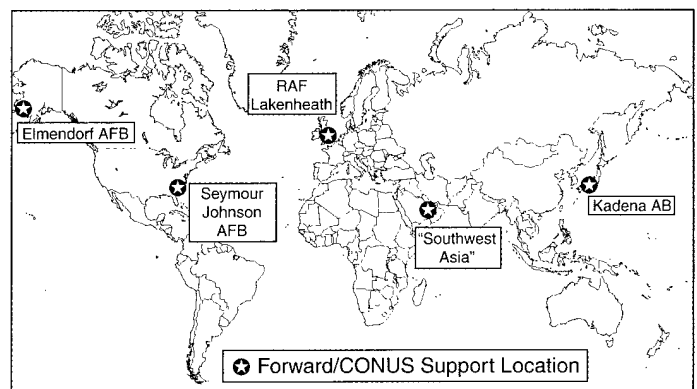 RAF
Lakenheath
Elmendorf AFB
Seymour
Johnson
AFB
Kadena AB
"Southwest
Asia"
Forward/CONUS Support Location